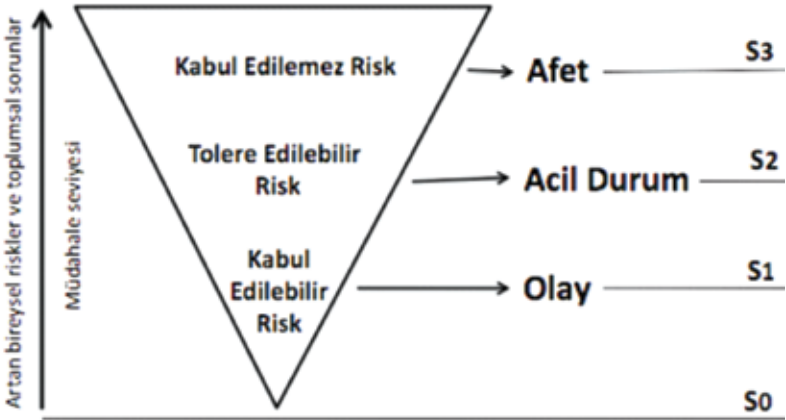 Artan bireysel riskler ve toplumsal sorunlar
Müdahale seviyesi
Kabul Edilemez Risk
Afet
S3
Tolere Edilebilir
Risk
Acil Durum
S2
Kabul
Edilebilir
Risk
Olay
S1
S0